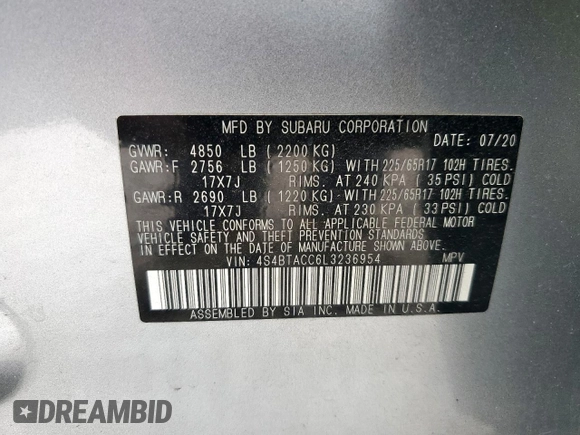 MFD BY SUBARU CORPORATION
DATE: 07/20
GVWR: 4850 LB (2200 KG)
GAWR:F 2756 LB (1250 KG) WITH 225/65R17 102H TIRES.
17X7J RIMS. AT 240 KPA (35 PSI) COLD
GAWR:R 2690 LB (1220 KG) WITH 225/65R17 102H TIRES.
17X7J RIMS. AT 230 KPA (33 PSI) COLD
THIS VEHICLE CONFORMS TO ALL APPLICABLE FEDERAL MOTOR
VEHICLE SAFETY AND THEFT PREVENTION STANDARDS
IN EFFECT ON THE DATE OF MANUFACTURE SHOWN ABOVE.
VIN: 4S4BTACC6L3236954 MPV
ASSEMBLED BY SIA INC. MADE IN U.S.A.
DREAMBID